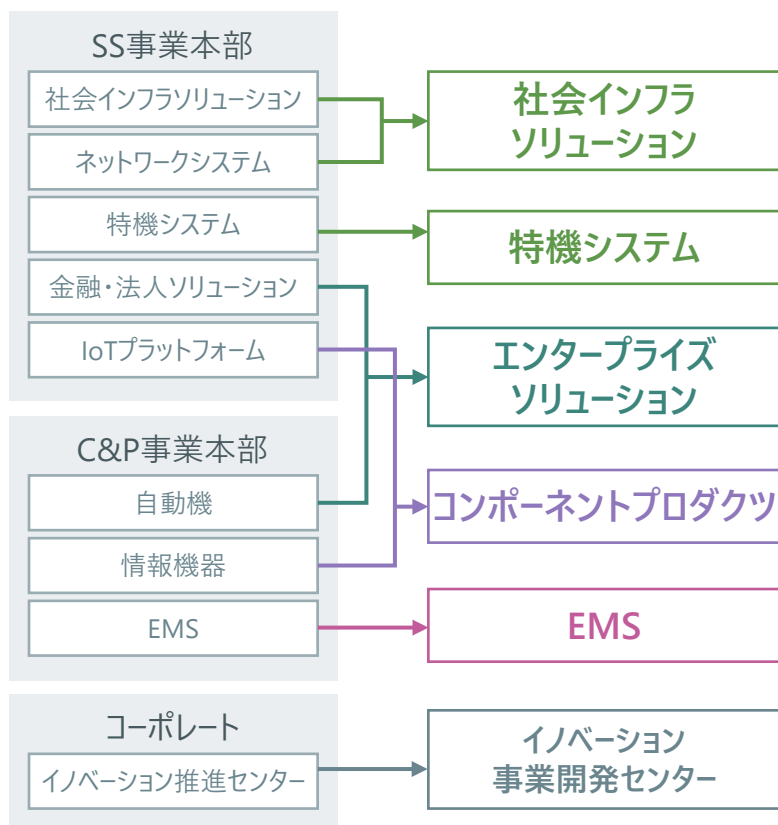 SS事業本部
社会インフラソリューション
ネットワークシステム
特機システム
金融・法人ソリューション
IoTプラットフォーム
C&P事業本部
自動機
情報機器
EMS
コーポレート
イノベーション推進センター
社会インフラ
ソリューション
特機システム
エンタープライズ
ソリューション
コンポーネントプロダクツ
EMS
イノベーション
事業開発センター